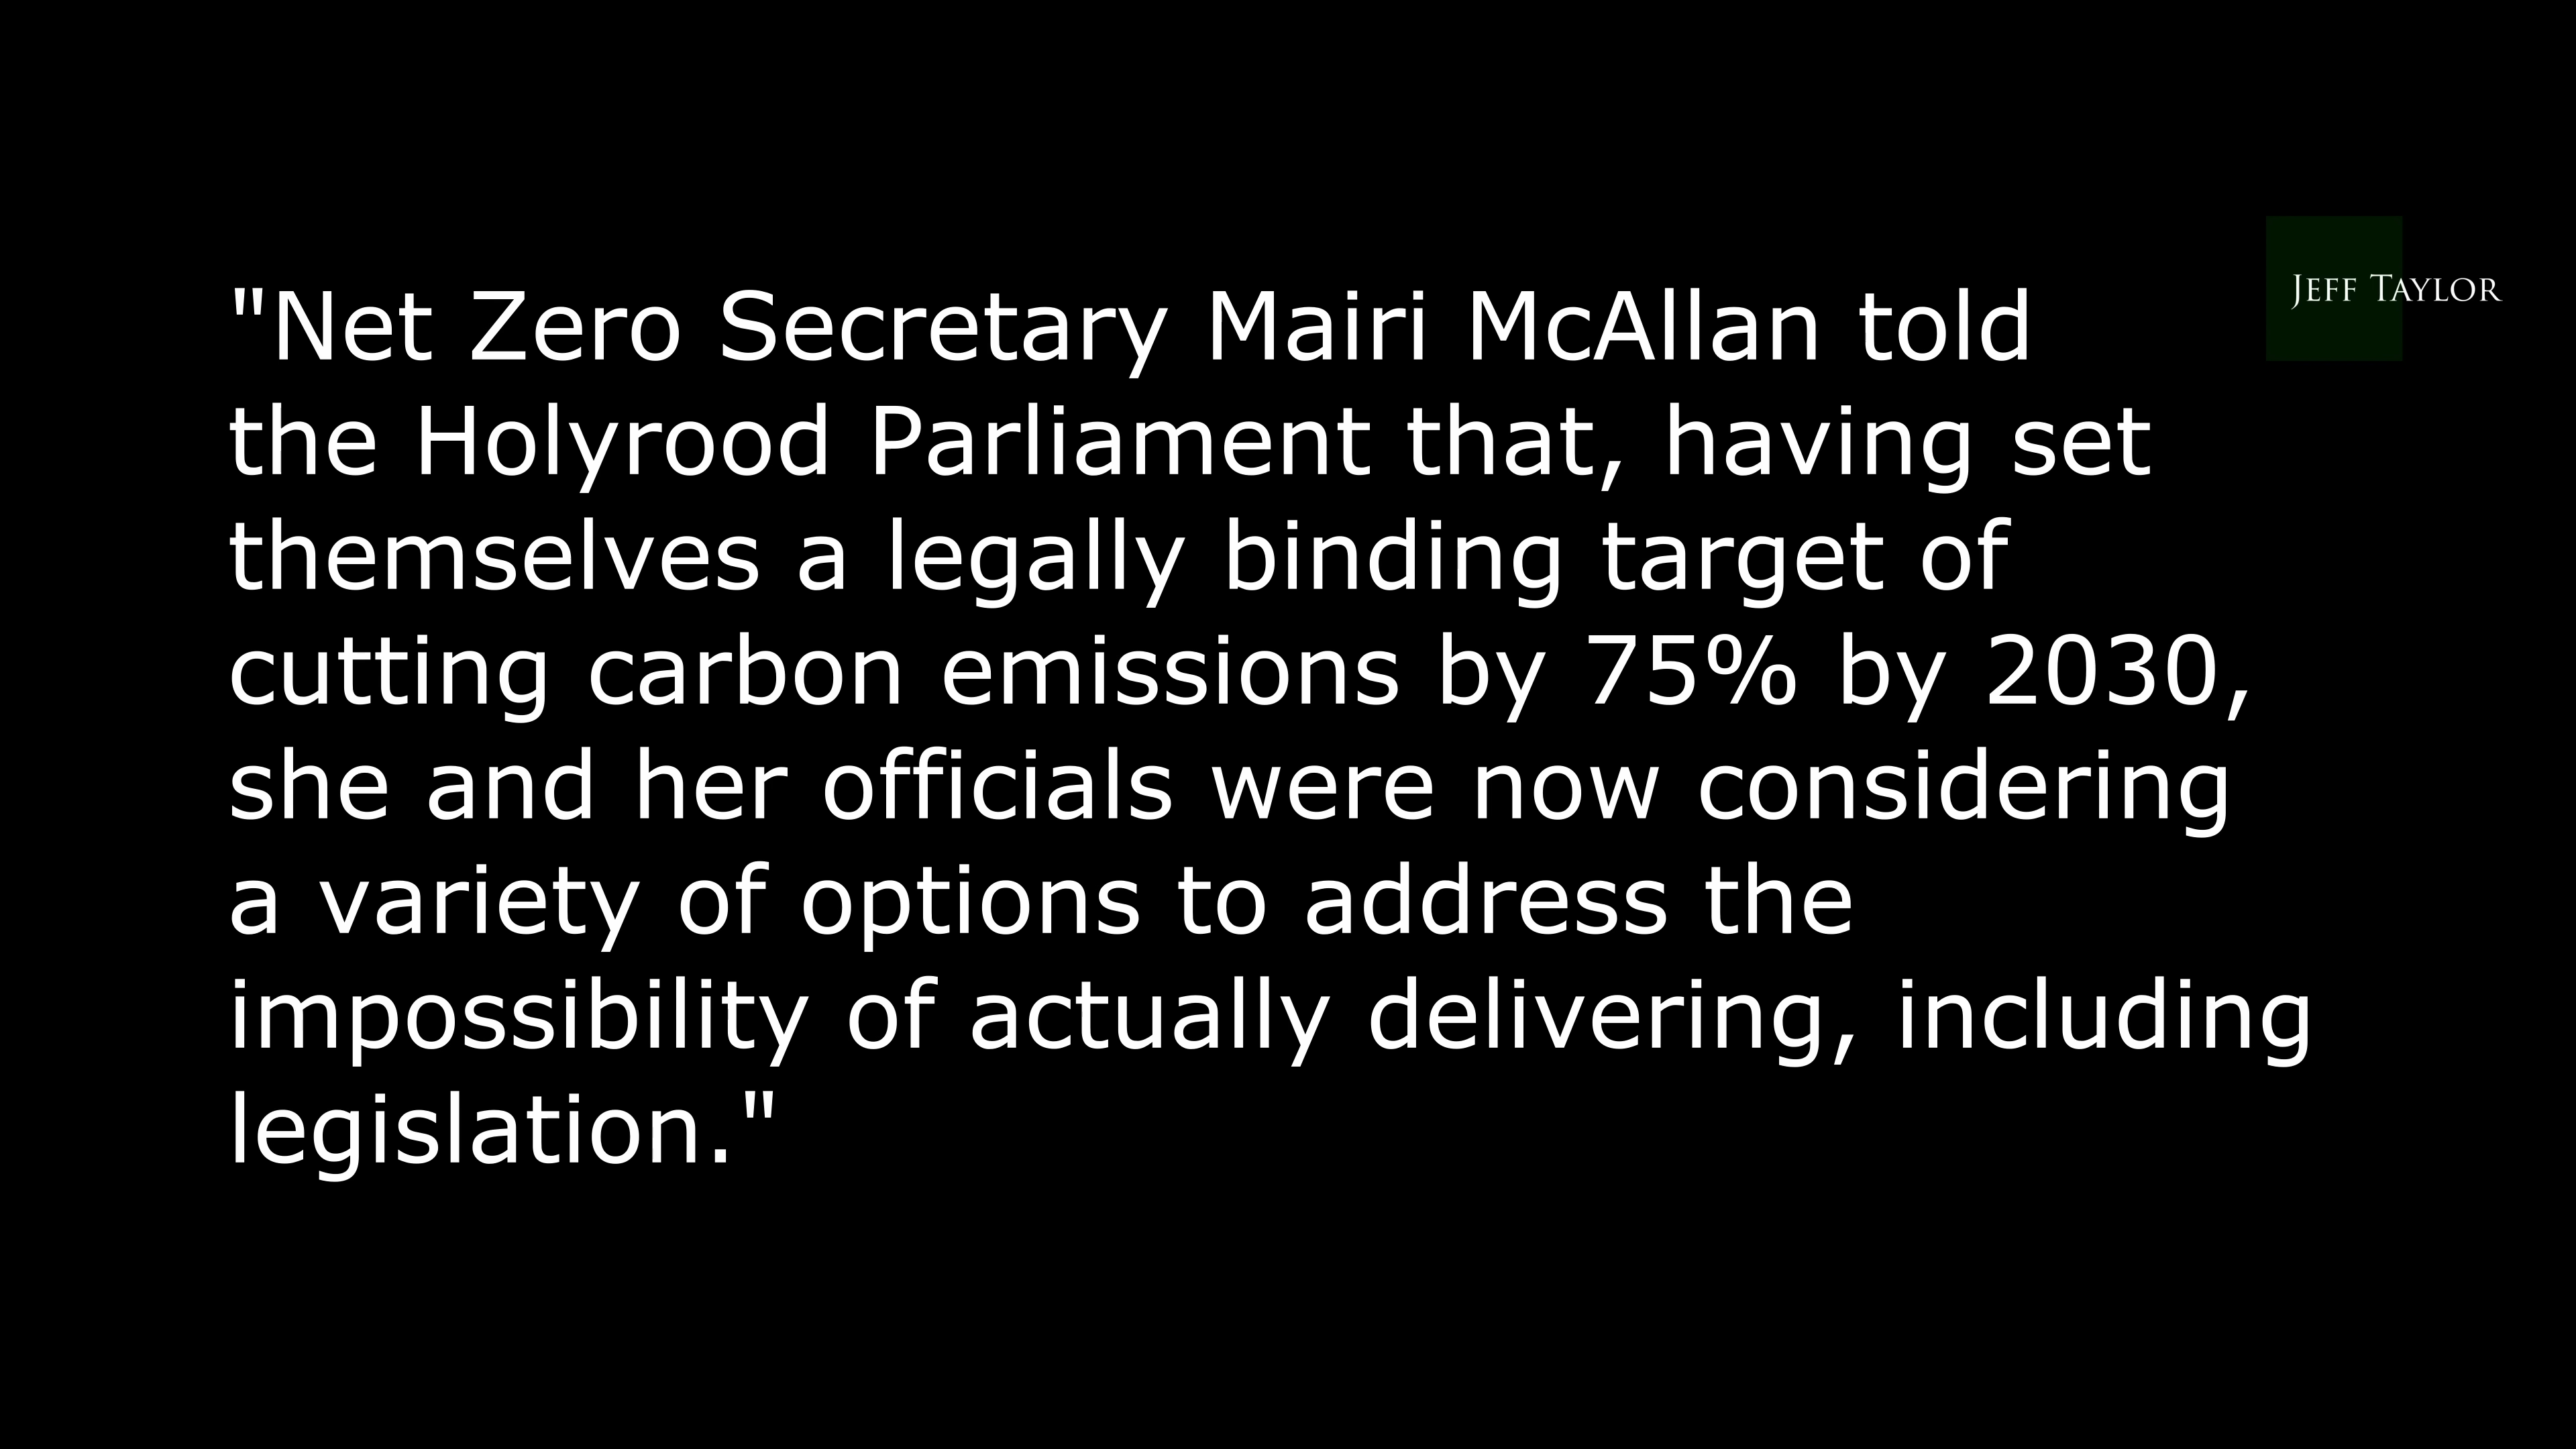 "Net Zero Secretary Mairi McAllan told
the Holyrood Parliament that, having set
themselves a legally binding target of
cutting carbon emissions by 75% by 2030,
she and her officials were now considering
a variety of options to address the
impossibility of actually delivering, including
legislation."
Jeff Taylor